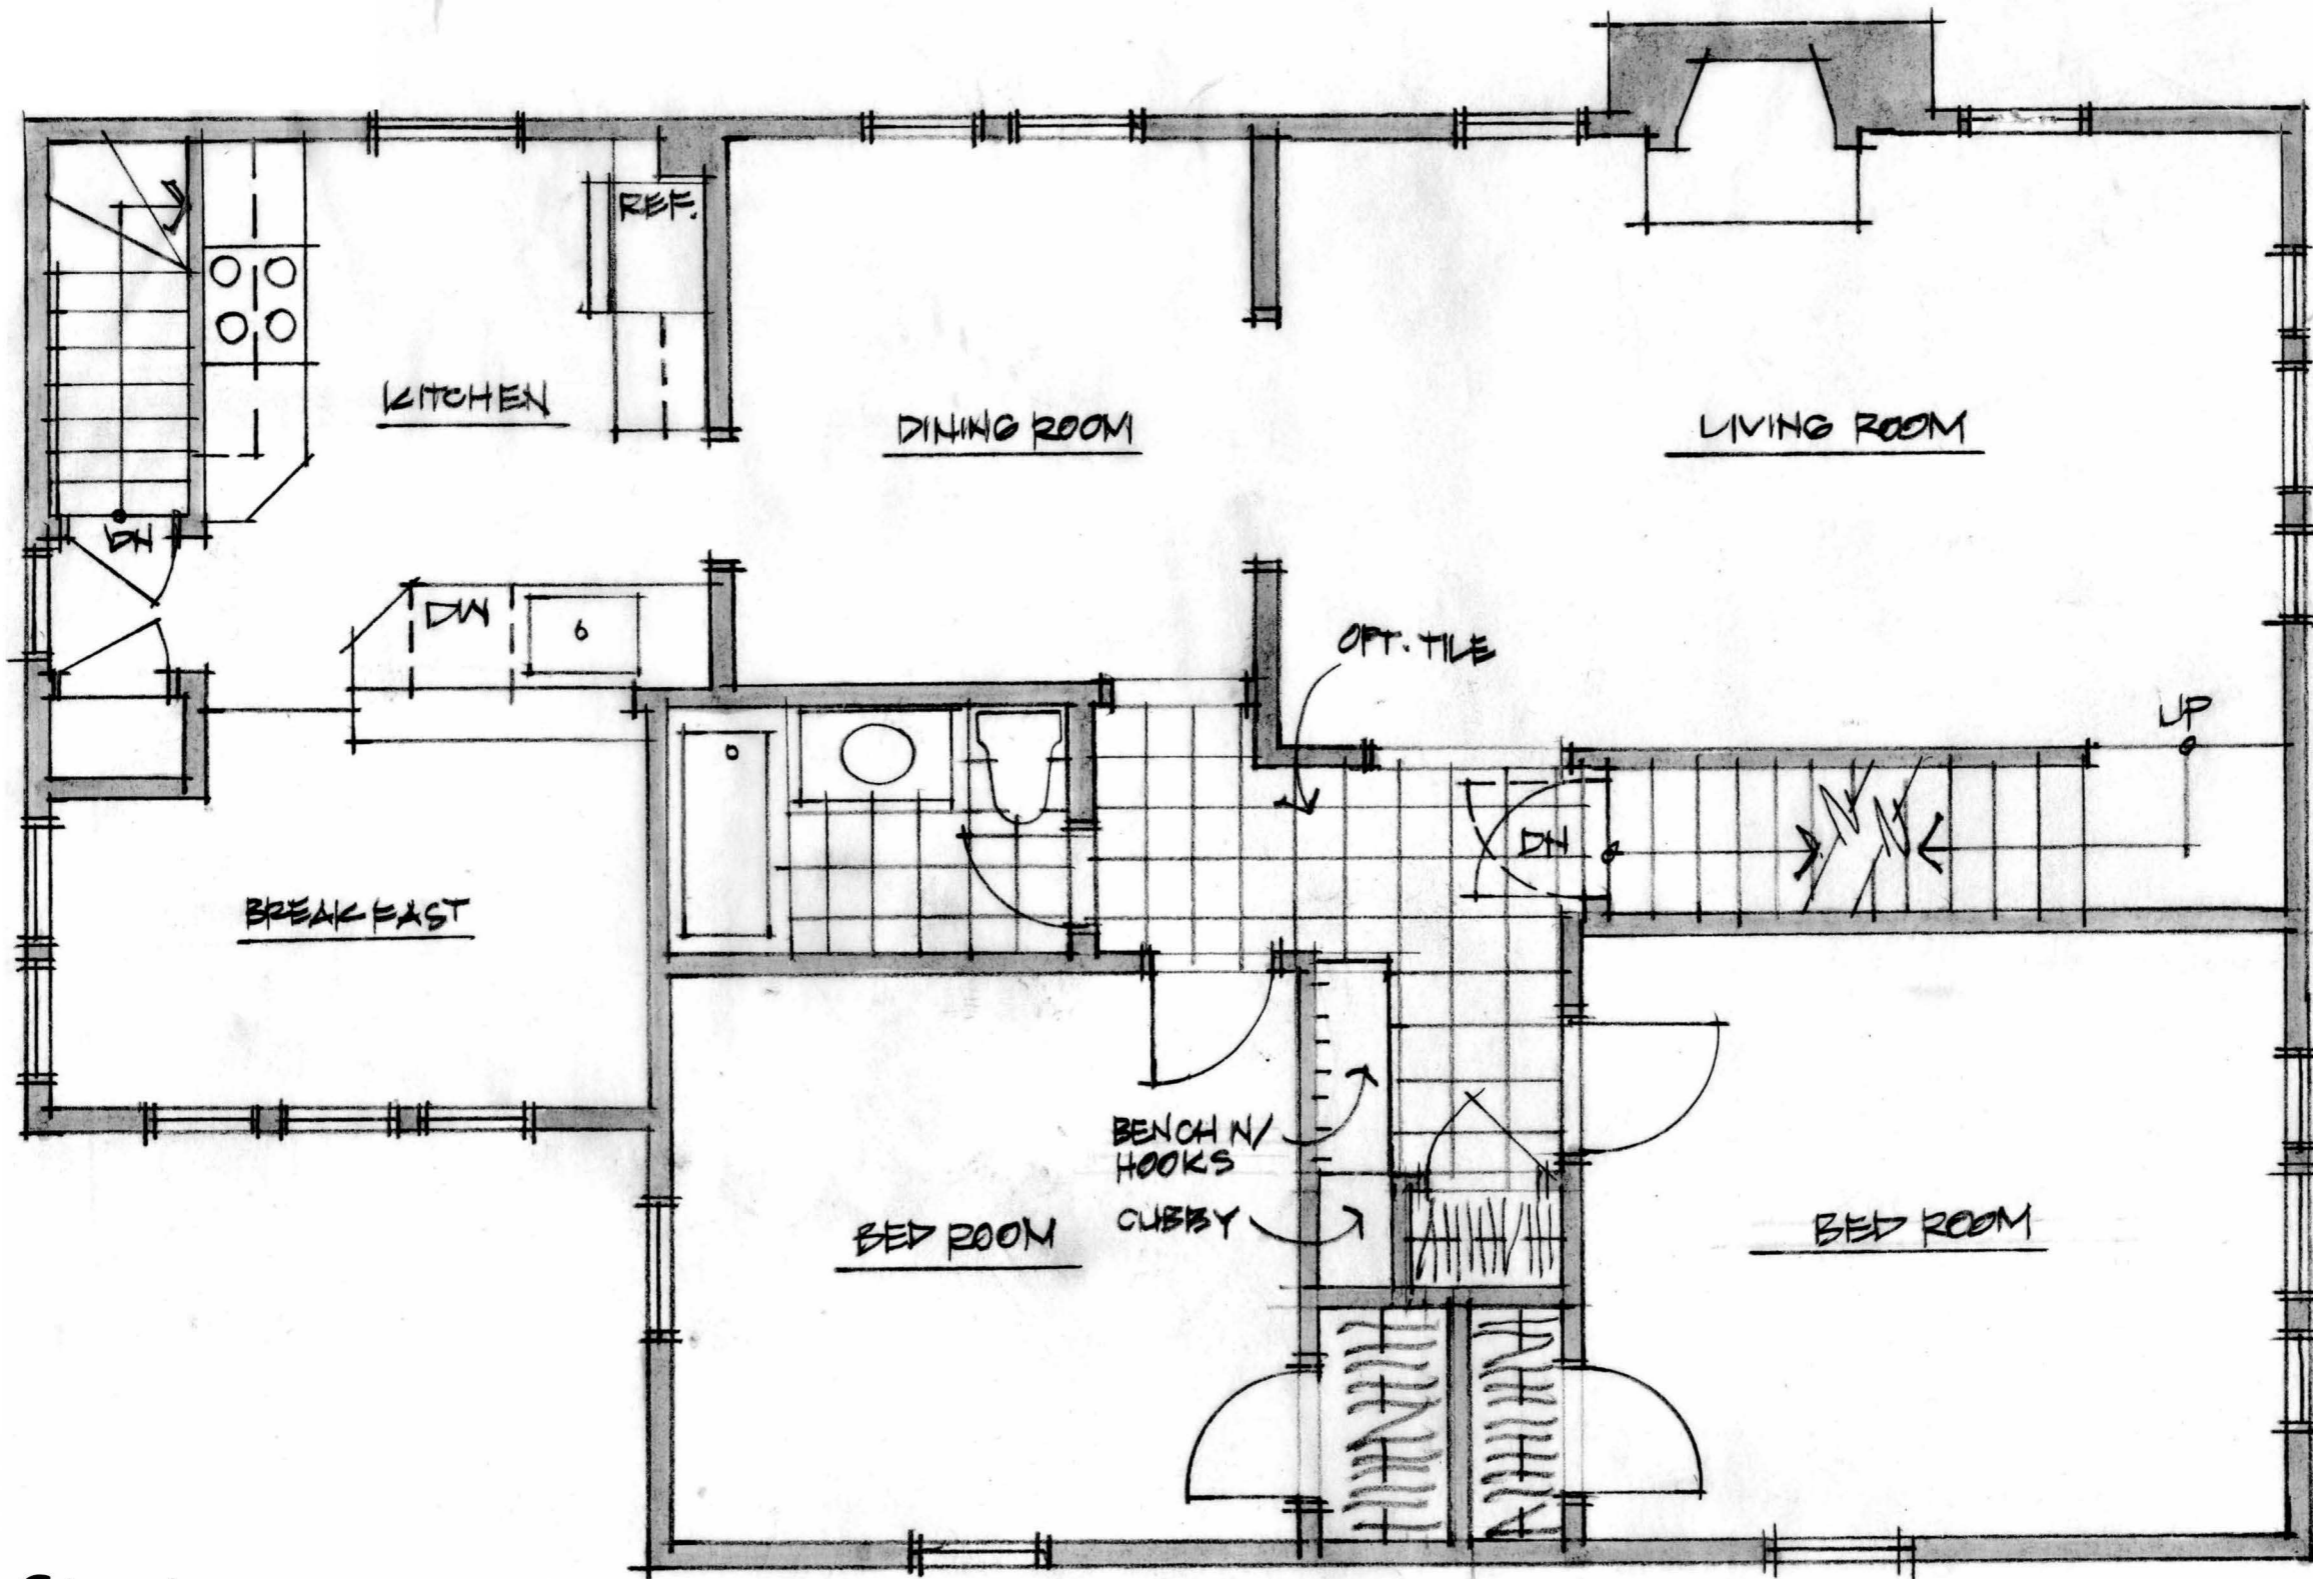 REF.
KITCHEN
DINING ROOM
LIVING ROOM
DN
DW
OPT. TILE
UP
DN
BREAKFAST
BENCH W/
HOOKS
CUBBY
BED ROOM
BED ROOM